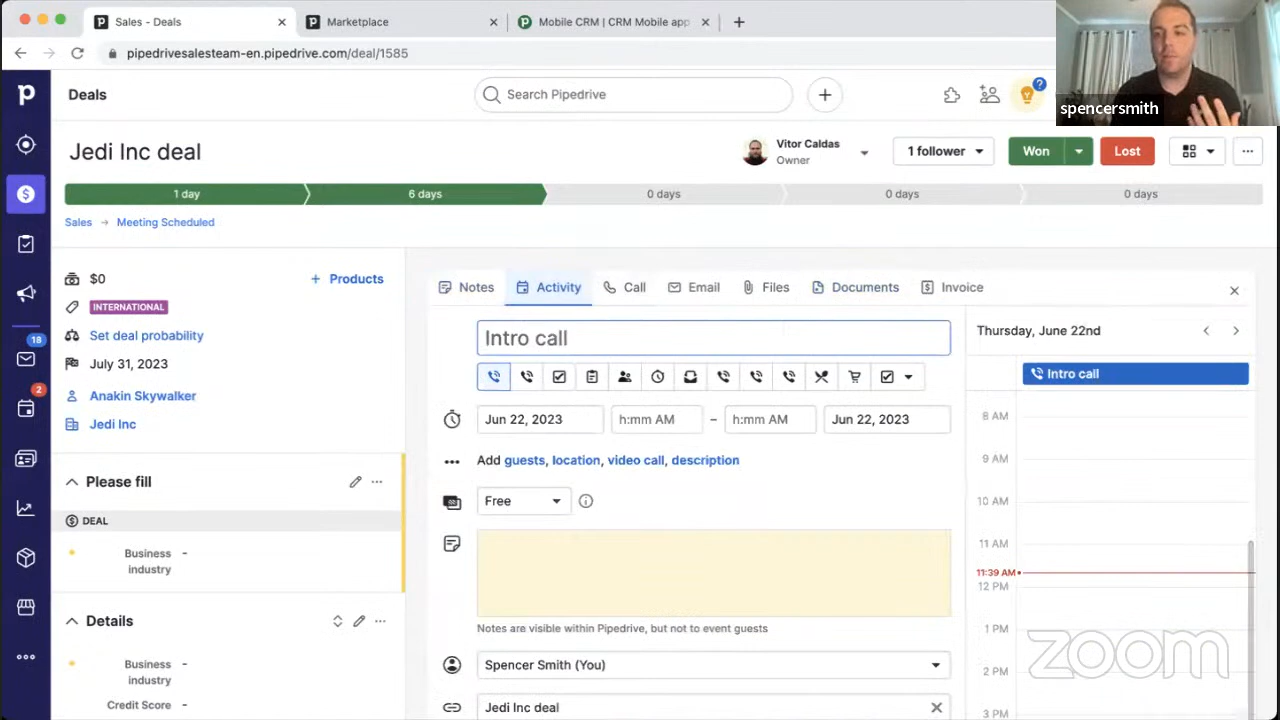 Sales - Deals
Marketplace
Mobile CRM | CRM Mobile app
pipedrivesalesteam-en.pipedrive.com/deal/1585
spencersmith
Deals
Search Pipedrive
?
Jedi Inc deal
Vitor Caldas
Owner
1 follower
Won
Lost
1 day
6 days
0 days
0 days
0 days
Sales → Meeting Scheduled
$0
+ Products
INTERNATIONAL
Set deal probability
July 31, 2023
Anakin Skywalker
Jedi Inc
Please fill
DEAL
Business industry -
Details
Business industry -
Credit Score -
18
2
Notes
Activity
Call
Email
Files
Documents
Invoice
Intro call
Jun 22, 2023
h:mm AM
–
h:mm AM
Jun 22, 2023
Add guests, location, video call, description
Free
Notes are visible within Pipedrive, but not to event guests
Spencer Smith (You)
Jedi Inc deal
Thursday, June 22nd
Intro call
8 AM
9 AM
10 AM
11 AM
11:39 AM
12 PM
1 PM
2 PM
3 PM
zoom